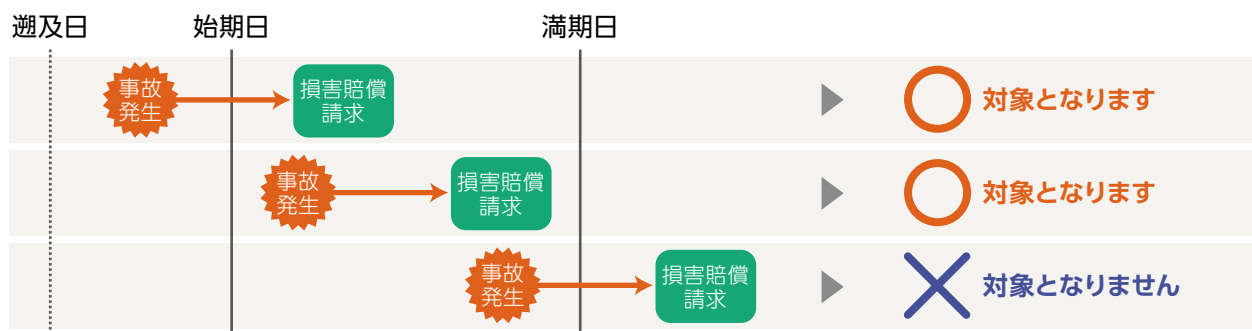 遡及日 始期日 満期日
事故
発生
損害賠償
請求
対象となります
事故
発生
損害賠償
請求
対象となります
事故
発生
損害賠償
請求
対象となりません